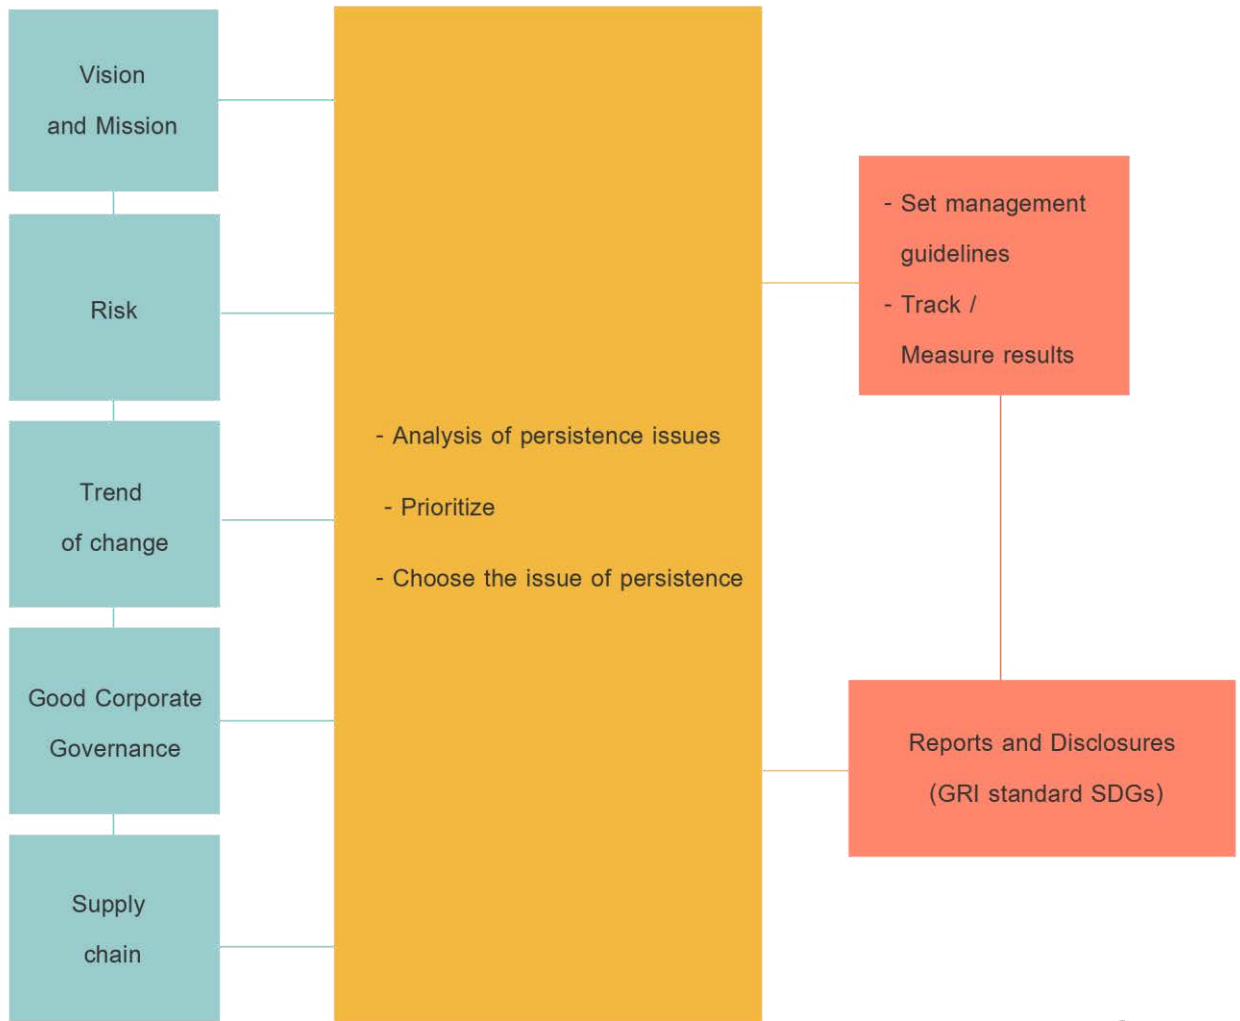 Vision
and Mission
Risk
Trend
of change
Good Corporate
Governance
Supply
chain
- Analysis of persistence issues
- Prioritize
- Choose the issue of persistence
- Set management
guidelines
- Track /
Measure results
Reports and Disclosures
(GRI standard SDGs)